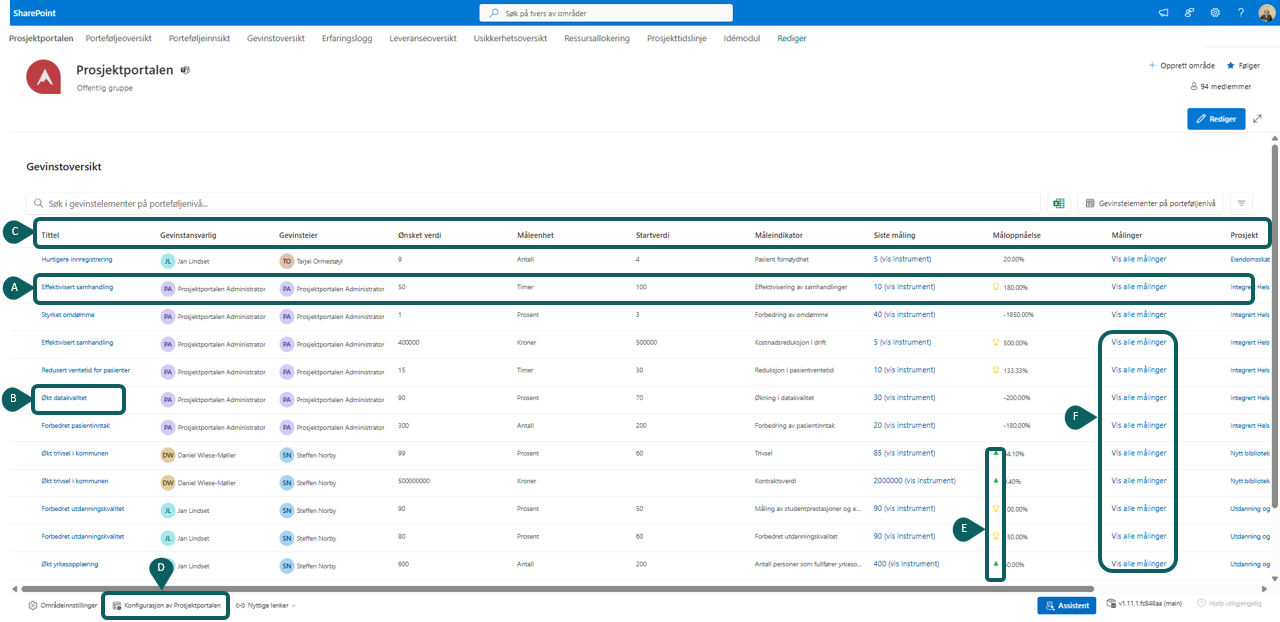 SharePoint
Søk på tvers av områder
?
Prosjektportalen Porteføljeoversikt Porteføljeinnsikt Gevinstoversikt Erfaringslogg Leveranseoversikt Usikkerhetsoversikt Ressursallokering Prosjekttidslinje Idémodul Rediger
Prosjektportalen
Offentlig gruppe
+ Opprett område
Følger
94 medlemmer
Rediger
Gevinstoversikt
Søk i gevinstelementer på porteføljenivå...
Gevinstelementer på porteføljenivå
C Tittel Gevinstansvarlig Gevinsteier Ønsket verdi Måleenhet Startverdi Måleindikator Siste måling Måloppnåelse Målinger Prosjekt
Hurtigere innregistrering JL Jan Lindset TO Tarjei Ormestøyl 9 Antall 4 Pasient fornøydhet 5 (vis instrument) 20.00% Vis alle målinger Eiendomsskat
A Effektivisert samhandling PA Prosjektportalen Administrator PA Prosjektportalen Administrator 50 Timer 100 Effektivisering av samhandlinger 10 (vis instrument) 180.00% Vis alle målinger Integrert Hels
Styrket omdømme PA Prosjektportalen Administrator PA Prosjektportalen Administrator 1 Prosent 3 Forbedring av omdømme 40 (vis instrument) -1850.00% Vis alle målinger Integrert Hels
Effektivisert samhandling PA Prosjektportalen Administrator PA Prosjektportalen Administrator 400000 Kroner 500000 Kostnadsreduksjon i drift 5 (vis instrument) 500.00% Vis alle målinger Integrert Hels
Redusert ventetid for pasienter PA Prosjektportalen Administrator PA Prosjektportalen Administrator 15 Timer 30 Reduksjon i pasientventetid 10 (vis instrument) 133.33% Vis alle målinger Integrert Hels
B Økt datakvalitet PA Prosjektportalen Administrator PA Prosjektportalen Administrator 90 Prosent 70 Økning i datakvalitet 30 (vis instrument) -200.00% Vis alle målinger Integrert Hels
Forbedret pasientinntak PA Prosjektportalen Administrator PA Prosjektportalen Administrator 300 Antall 200 Forbedring av pasientinntak 20 (vis instrument) -180.00% F Vis alle målinger Integrert Hels
Økt trivsel i kommunen DW Daniel Wiese-Møller SN Steffen Norby 99 Prosent 60 Trivsel 85 (vis instrument) 4.10% Vis alle målinger Nytt bibliotek
Økt trivsel i kommunen DW Daniel Wiese-Møller SN Steffen Norby 500000000 Kroner Kontraktsverdi 2000000 (vis instrument) .40% Vis alle målinger Nytt bibliotek
Forbedret utdanningskvalitet JL Jan Lindset SN Steffen Norby 90 Prosent 50 Måling av studentprestasjoner og e... 90 (vis instrument) 00.00% Vis alle målinger Utdanning og
E
Forbedret utdanningskvalitet JL Jan Lindset SN Steffen Norby 80 Prosent 60 Forbedret utdanningskvalitet 90 (vis instrument) 50.00% Vis alle målinger Utdanning og
Økt yrkesopplæring Jan Lindset SN Steffen Norby 600 Antall 200 Antall personer som fullfører yrkeso... 400 (vis instrument) 0.00% Vis alle målinger Utdanning og
D
Områdeinnstillinger Konfigurasjon av Prosjektportalen Nyttige lenker
Assistent v1.11.1.fc848aa (main) Hjelp utilgjengelig